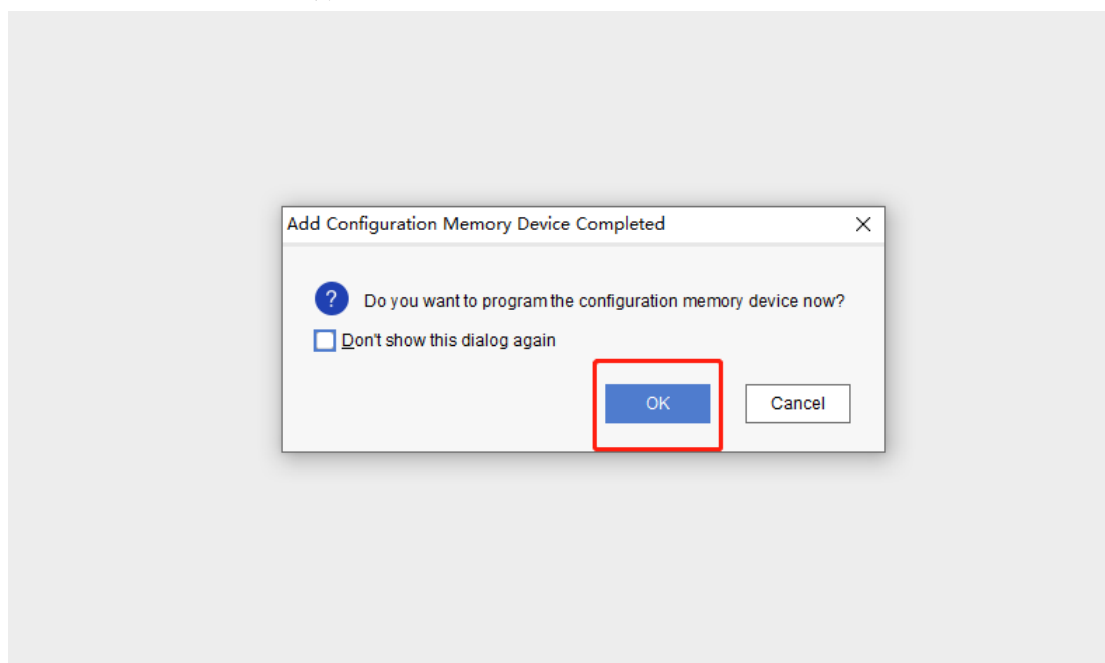 Add Configuration Memory Device Completed
? Do you want to program the configuration memory device now?
Don't show this dialog again
OK Cancel